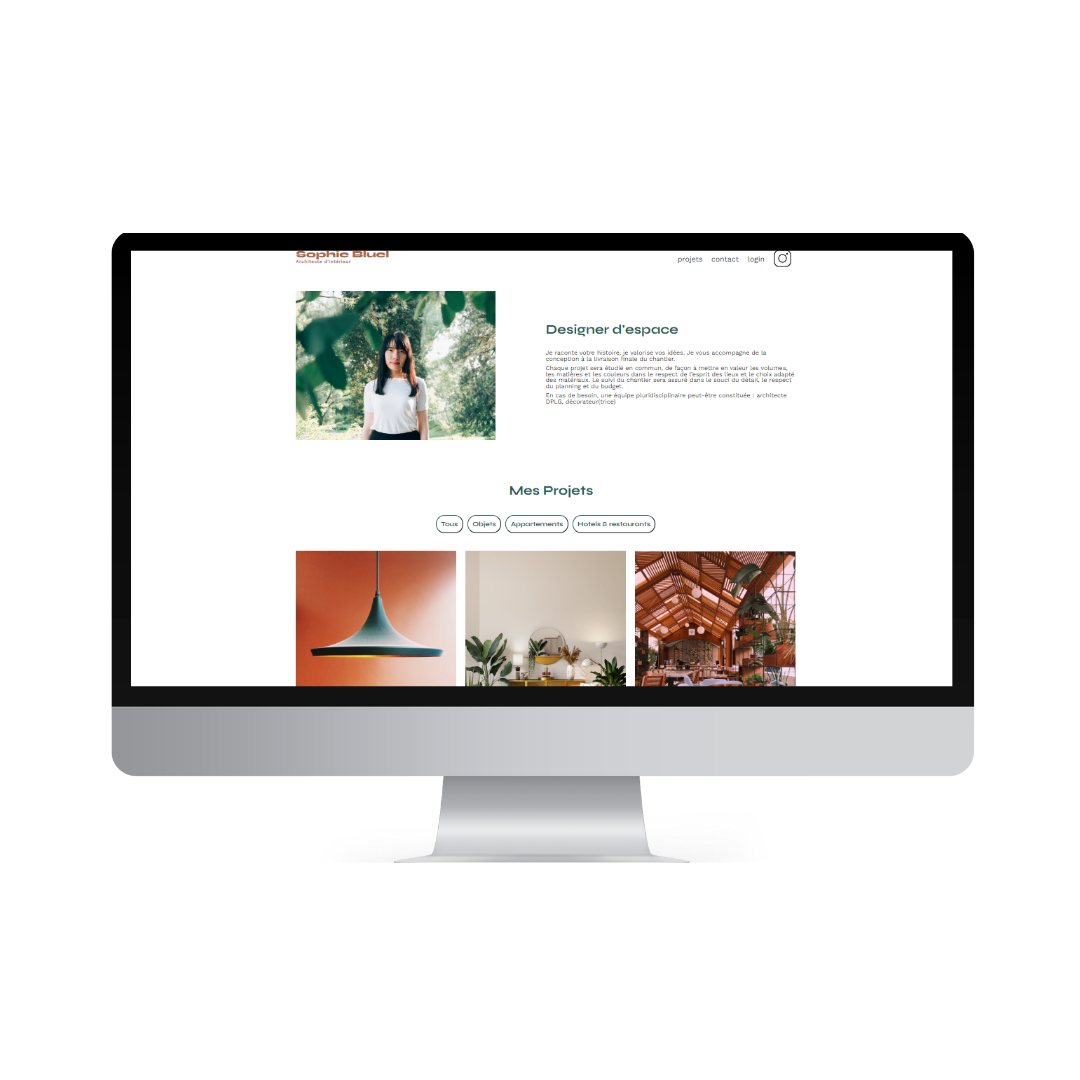 Sophie Bluel
Architecte d'intérieur
projets contact login
Designer d'espace
Je raconte votre histoire, je valorise vos idées. Je vous accompagne de la
conception à la livraison finale du chantier.
Chaque projet sera étudié en commun, de façon à mettre en valeur les volumes,
les matières et les couleurs dans le respect de l'esprit des lieux et le choix adapté
des matériaux. Le suivi du chantier sera assuré dans le souci du détail, le respect
du planning et du budget.
En cas de besoin, une équipe pluridisciplinaire peut-être constituée : architecte
DPLG, décorateur(trice)
Mes Projets
Tous Objets Appartements Hotels & restaurants